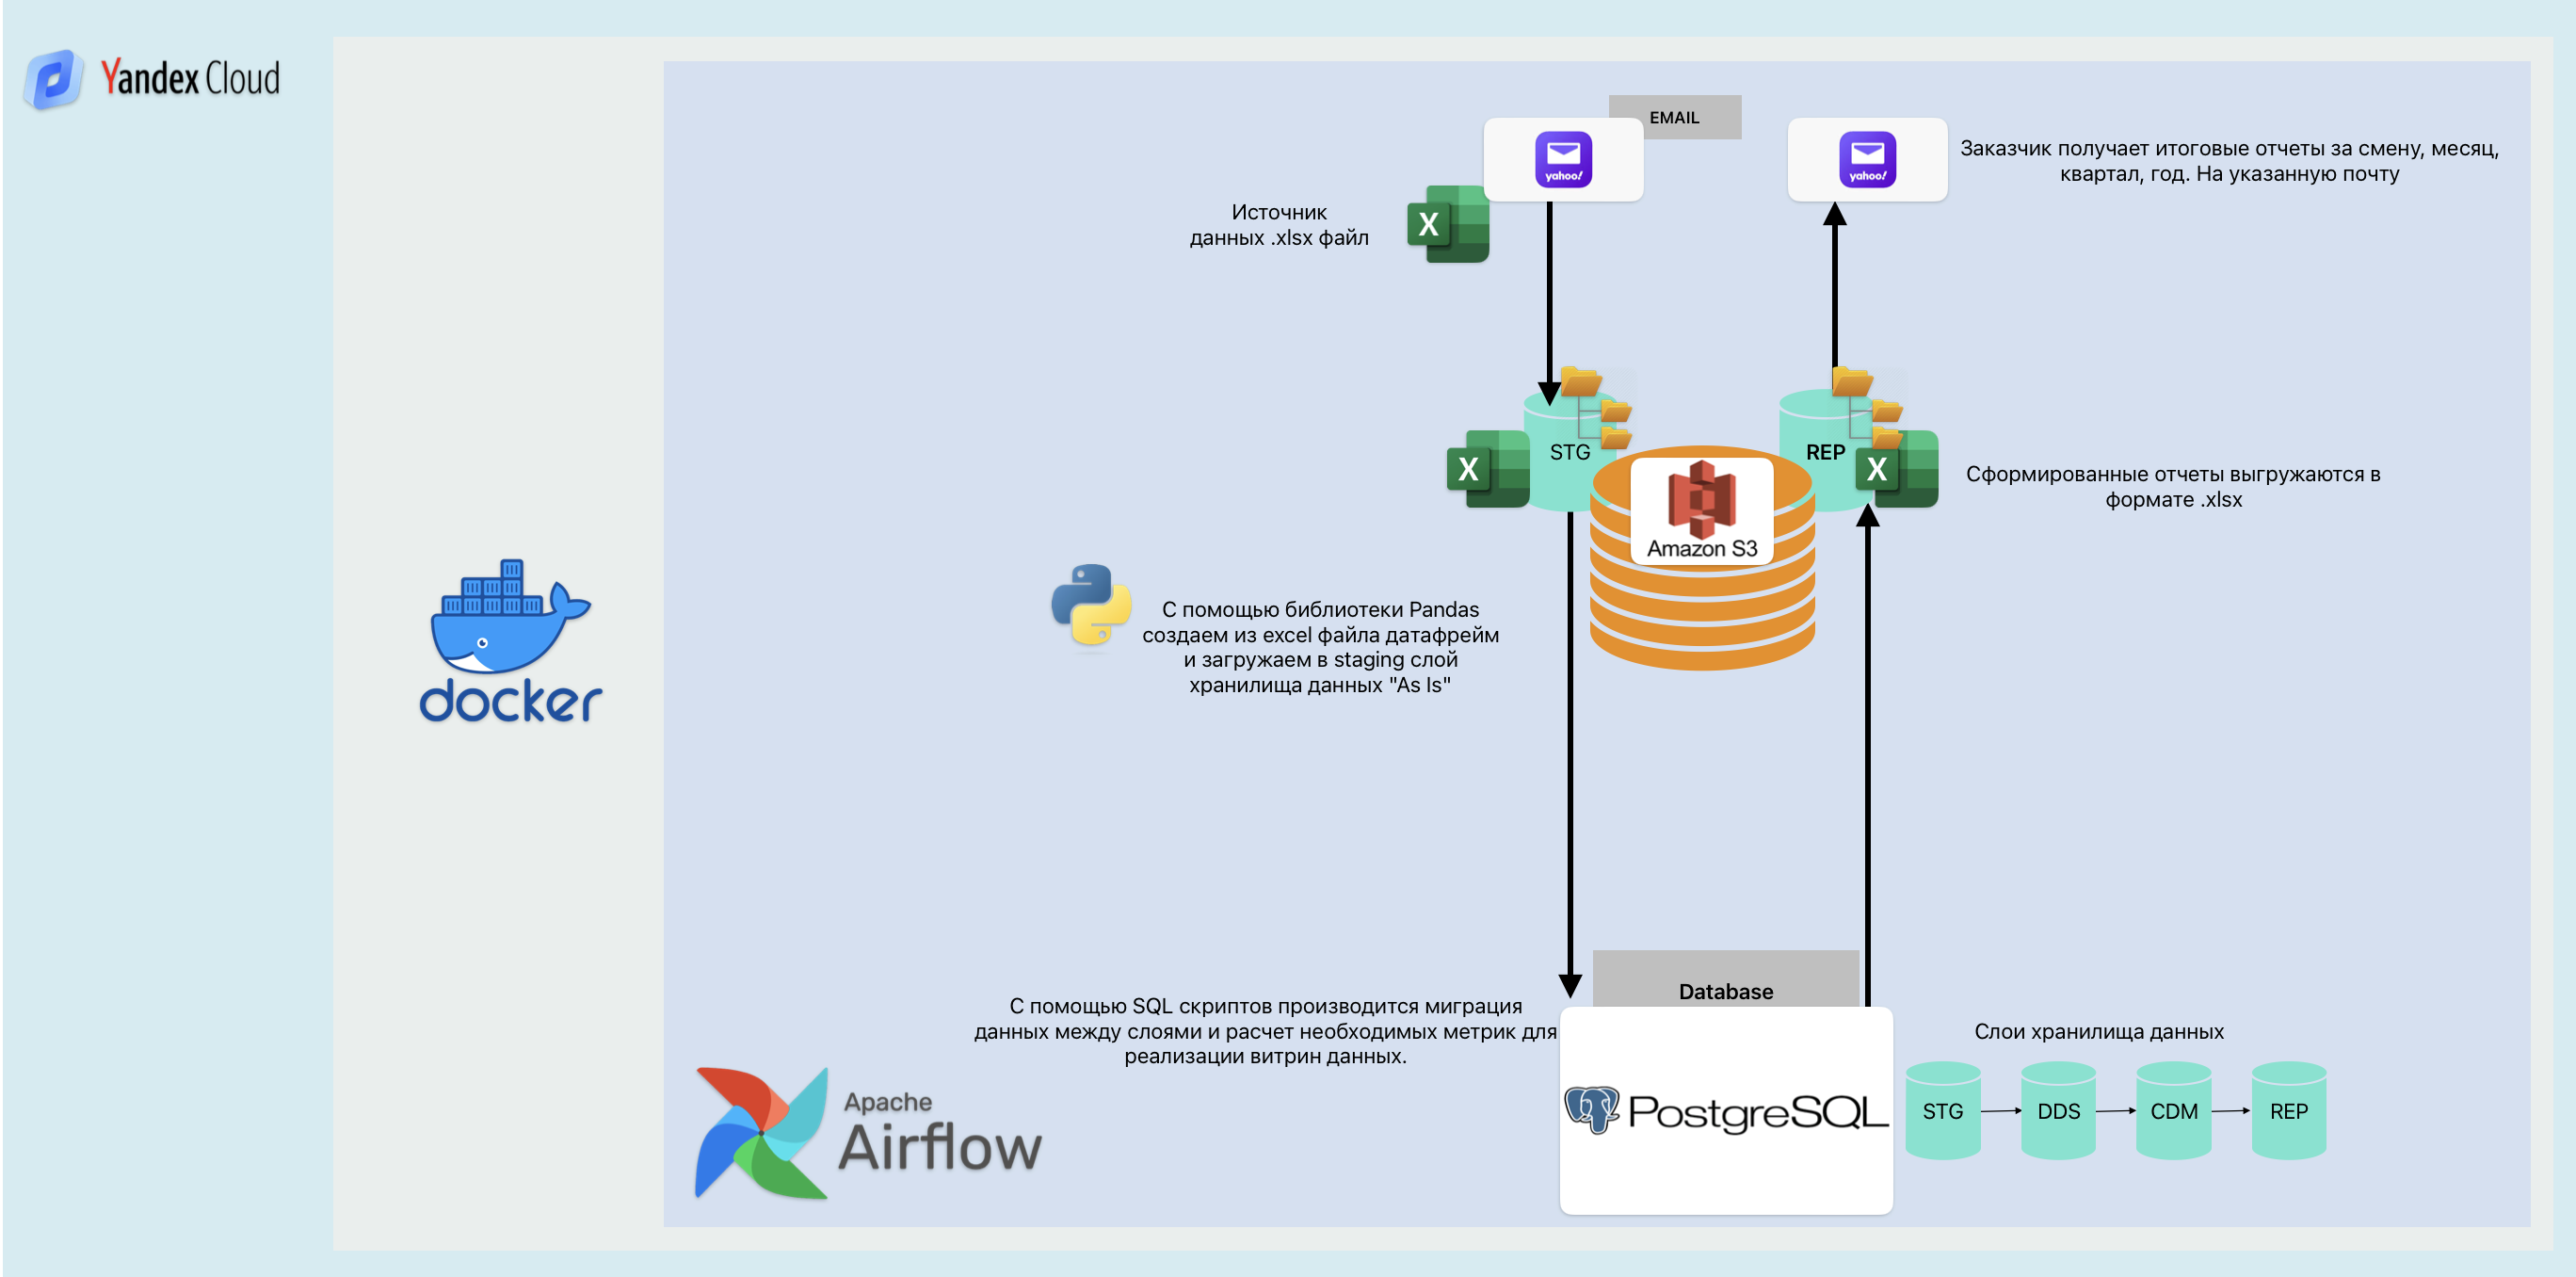 Yandex Cloud
EMAIL
yahoo!
yahoo!
Заказчик получает итоговые отчеты за смену, месяц,
квартал, год. На указанную почту
Источник
данных .xlsx файл
X
STG
X
REP
X
Сформированные отчеты выгружаются в
формате .xlsx
Amazon S3
С помощью библиотеки Pandas
создаем из excel файла датафрейм
и загружаем в staging слой
хранилища данных "As Is"
docker
Database
С помощью SQL скриптов производится миграция
данных между слоями и расчет необходимых метрик для
реализации витрин данных.
Слои хранилища данных
Apache
Airflow
PostgreSQL
STG
DDS
CDM
REP